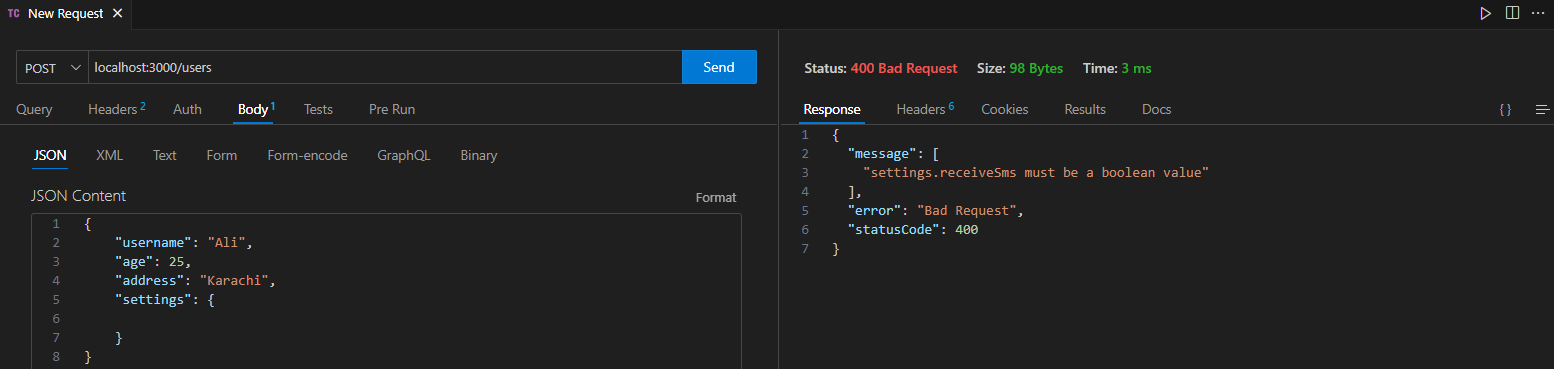 TC New Request
POST localhost:3000/users Send
Query Headers 2 Auth Body 1 Tests Pre Run
JSON XML Text Form Form-encode GraphQL Binary
JSON Content Format
1 {
2 "username": "Ali",
3 "age": 25,
4 "address": "Karachi",
5 "settings": {
6
7 }
8 }
Status: 400 Bad Request Size: 98 Bytes Time: 3 ms
Response Headers 6 Cookies Results Docs { }
1 {
2 "message": [
3 "settings.receiveSms must be a boolean value"
4 ],
5 "error": "Bad Request",
6 "statusCode": 400
7 }